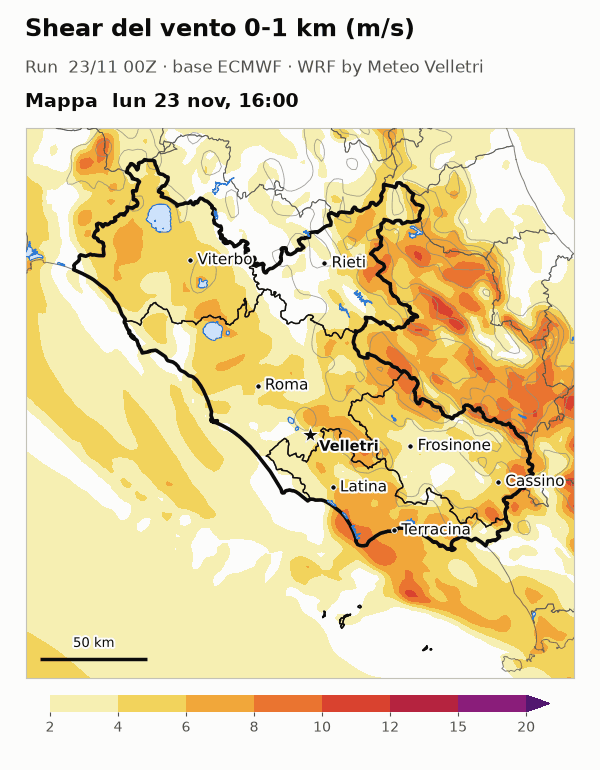 Shear del vento 0-1 km (m/s)
Run  23/11 00Z · base ECMWF · WRF by Meteo Velletri
Mappa  lun 23 nov, 16:00
Viterbo
Rieti
Roma
Velletri
Frosinone
Cassino
Latina
Terracina
50 km
2 4 6 8 10 12 15 20